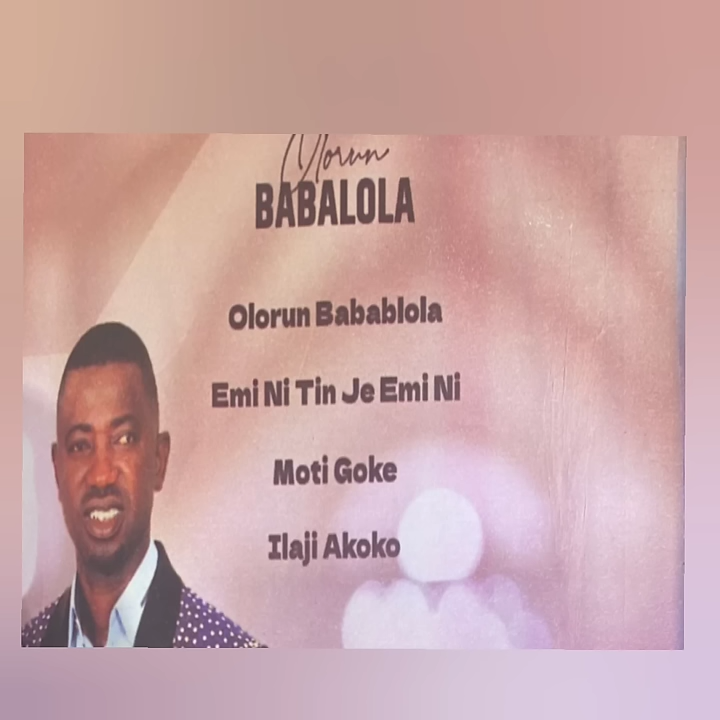 Olorun
BABALOLA
Olorun Babablola
Emi Ni Tin Je Emi Ni
Moti Goke
Ilaji Akoko